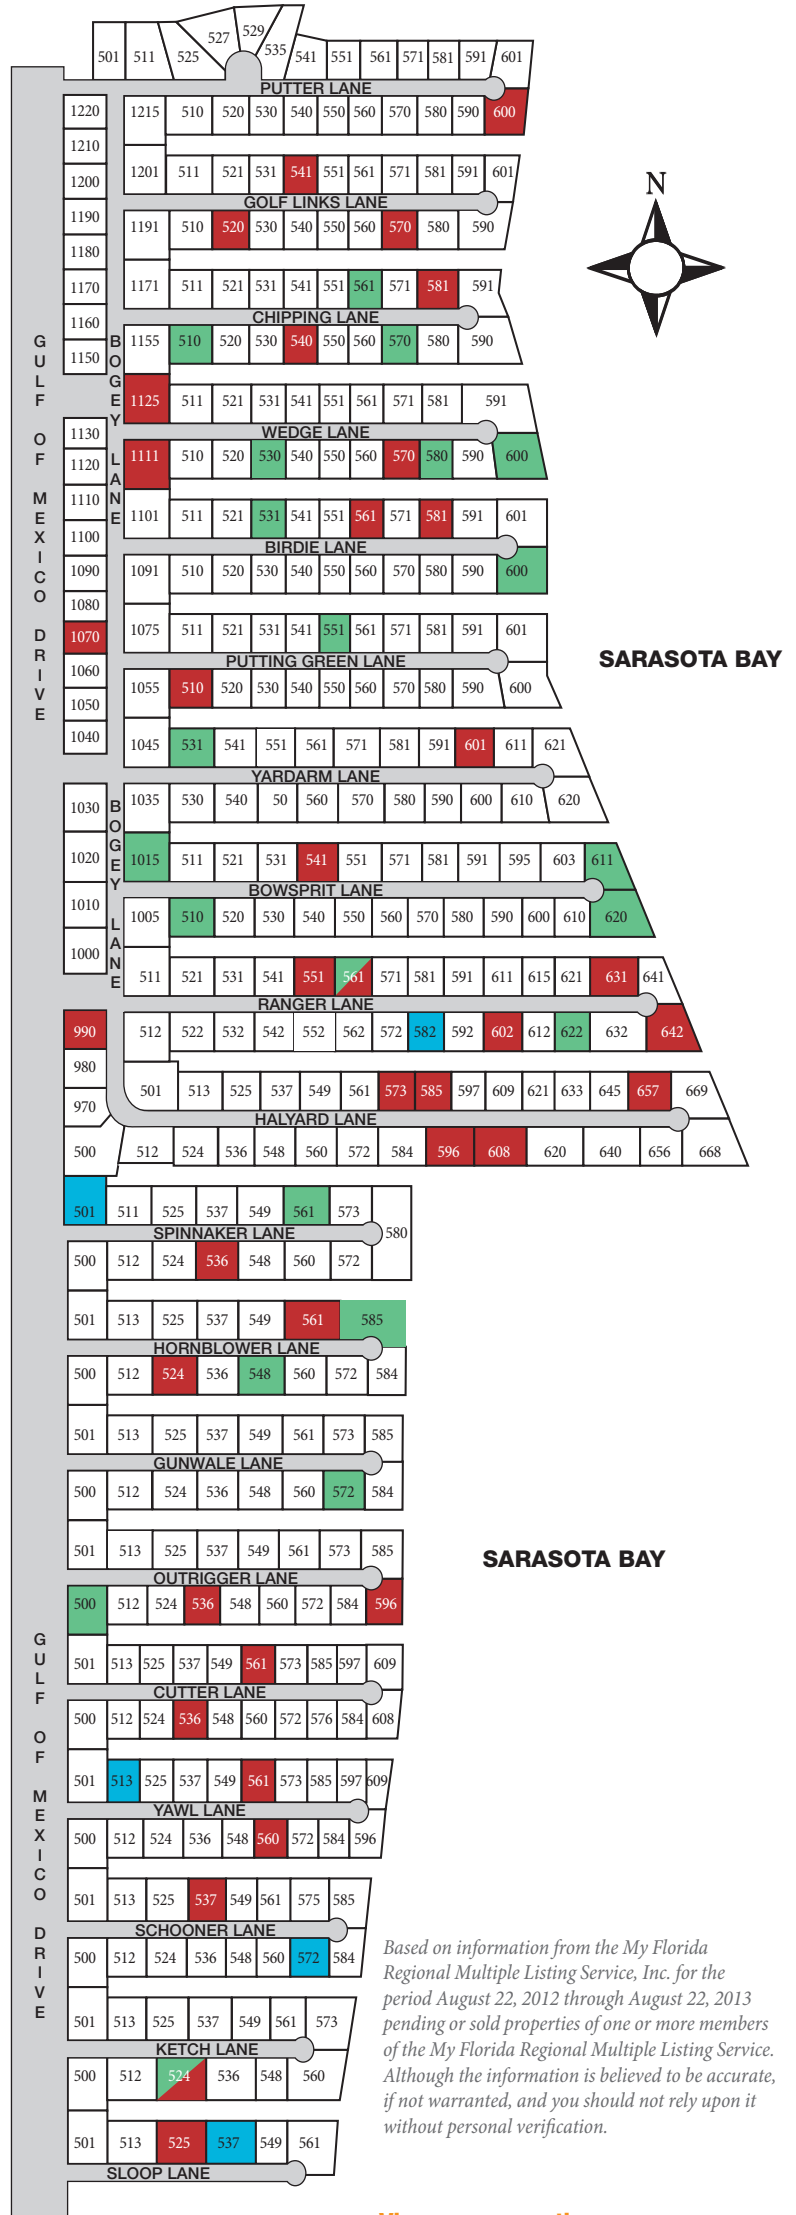 501 511 525 527 529 535 541 551 561 571 581 591 601
PUTTER LANE
1220 1215 510 520 530 540 550 560 570 580 590 600
1210
1200 1201 511 521 531 541 551 561 571 581 591 601
GOLF LINKS LANE
1190 1191 510 520 530 540 550 560 570 580 590
1180
1170 1171 511 521 531 541 551 561 571 581 591
CHIPPING LANE
1160
1150 1155 510 520 530 540 550 560 570 580 590
GULF OF MEXICO DRIVE
BOGEY LANE
1125 511 521 531 541 551 561 571 581 591
WEDGE LANE
1130
1120 1111 510 520 530 540 550 560 570 580 590 600
1110
1100 1101 511 521 531 541 551 561 571 581 591 601
BIRDIE LANE
1090 1091 510 520 530 540 550 560 570 580 590 600
1080
1070 1075 511 521 531 541 551 561 571 581 591 601
PUTTING GREEN LANE
SARASOTA BAY
1060
1050 1055 510 520 530 540 550 560 570 580 590 600
1040 1045 531 541 551 561 571 581 591 601 611 621
YARDARM LANE
1030 1035 530 540 50 560 570 580 590 600 610 620
BOGEY LANE
1020 1015 511 521 531 541 551 571 581 591 595 603 611
BOWSPRIT LANE
1010 1005 510 520 530 540 550 560 570 580 590 600 610 620
1000 511 521 531 541 551 561 571 581 591 611 615 621 631 641
RANGER LANE
990 512 522 532 542 552 562 572 582 592 602 612 622 632 642
980
970 501 513 525 537 549 561 573 585 597 609 621 633 645 657 669
HALYARD LANE
500 512 524 536 548 560 572 584 596 608 620 640 656 668
501 511 525 537 549 561 573 580
SPINNAKER LANE
500 512 524 536 548 560 572
501 513 525 537 549 561 585
HORNBLOWER LANE
500 512 524 536 548 560 572 584
501 513 525 537 549 561 573 585
GUNWALE LANE
500 512 524 536 548 560 572 584
501 513 525 537 549 561 573 585
OUTRIGGER LANE
SARASOTA BAY
500 512 524 536 548 560 572 584 596
GULF OF MEXICO DRIVE
501 513 525 537 549 561 573 585 597 609
CUTTER LANE
500 512 524 536 548 560 572 576 584 608
501 513 525 537 549 561 573 585 597 609
YAWL LANE
500 512 524 536 548 560 572 584 596
501 513 525 537 549 561 575 585
SCHOONER LANE
500 512 524 536 548 560 572 584
501 513 525 537 549 561 573
KETCH LANE
500 512 524 536 548 560
501 513 525 537 549 561
SLOOP LANE
N
Based on information from the My Florida
Regional Multiple Listing Service, Inc. for the
period August 22, 2012 through August 22, 2013
pending or sold properties of one or more members
of the My Florida Regional Multiple Listing Service.
Although the information is believed to be accurate,
if not warranted, and you should not rely upon it
without personal verification.